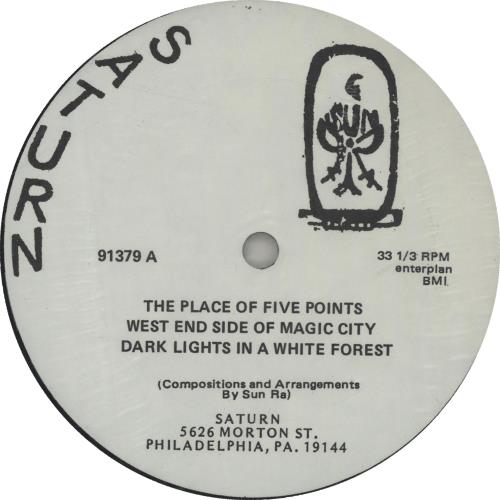 SATURN
SUN
91379 A
33 1/3 RPM
enterplan
BMI.
THE PLACE OF FIVE POINTS
WEST END SIDE OF MAGIC CITY
DARK LIGHTS IN A WHITE FOREST
(Compositions and Arrangements
By Sun Ra)
SATURN
5626 MORTON ST.
PHILADELPHIA, PA. 19144